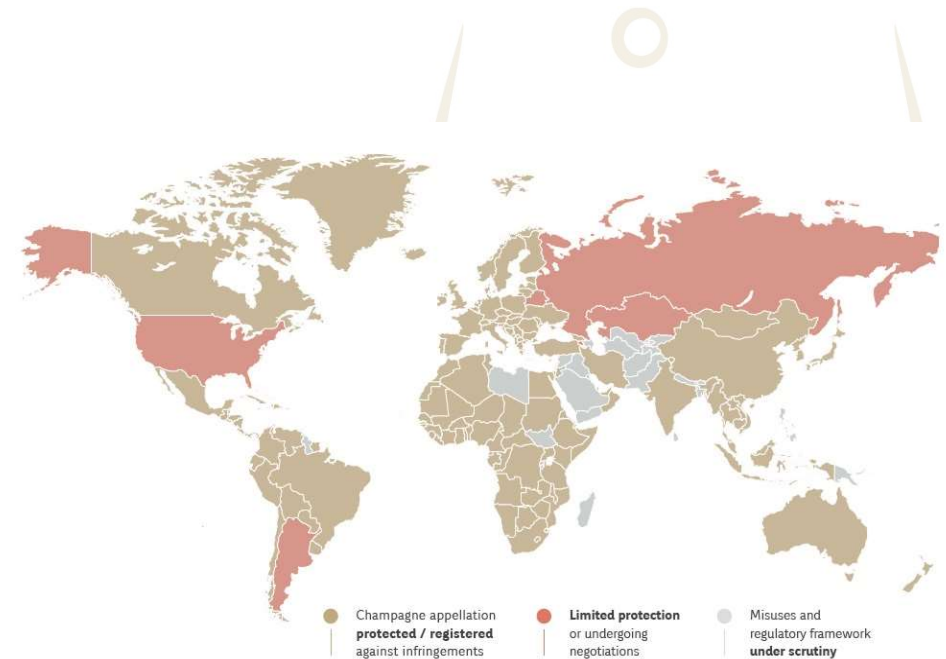 Champagne appellation
protected / registered
against infringements
Limited protection
or undergoing
negotiations
Misuses and
regulatory framework
under scrutiny